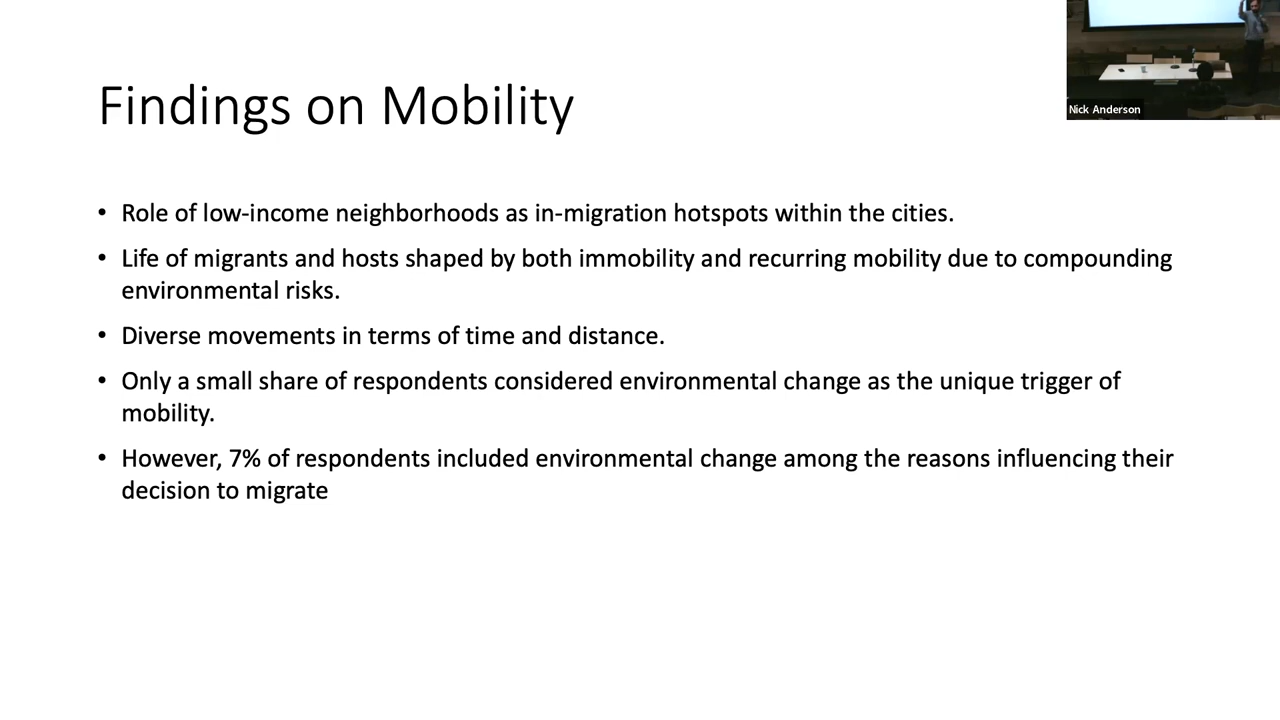 Findings on Mobility
Nick Anderson
• Role of low-income neighborhoods as in-migration hotspots within the cities.
• Life of migrants and hosts shaped by both immobility and recurring mobility due to compounding
environmental risks.
• Diverse movements in terms of time and distance.
• Only a small share of respondents considered environmental change as the unique trigger of
mobility.
• However, 7% of respondents included environmental change among the reasons influencing their
decision to migrate